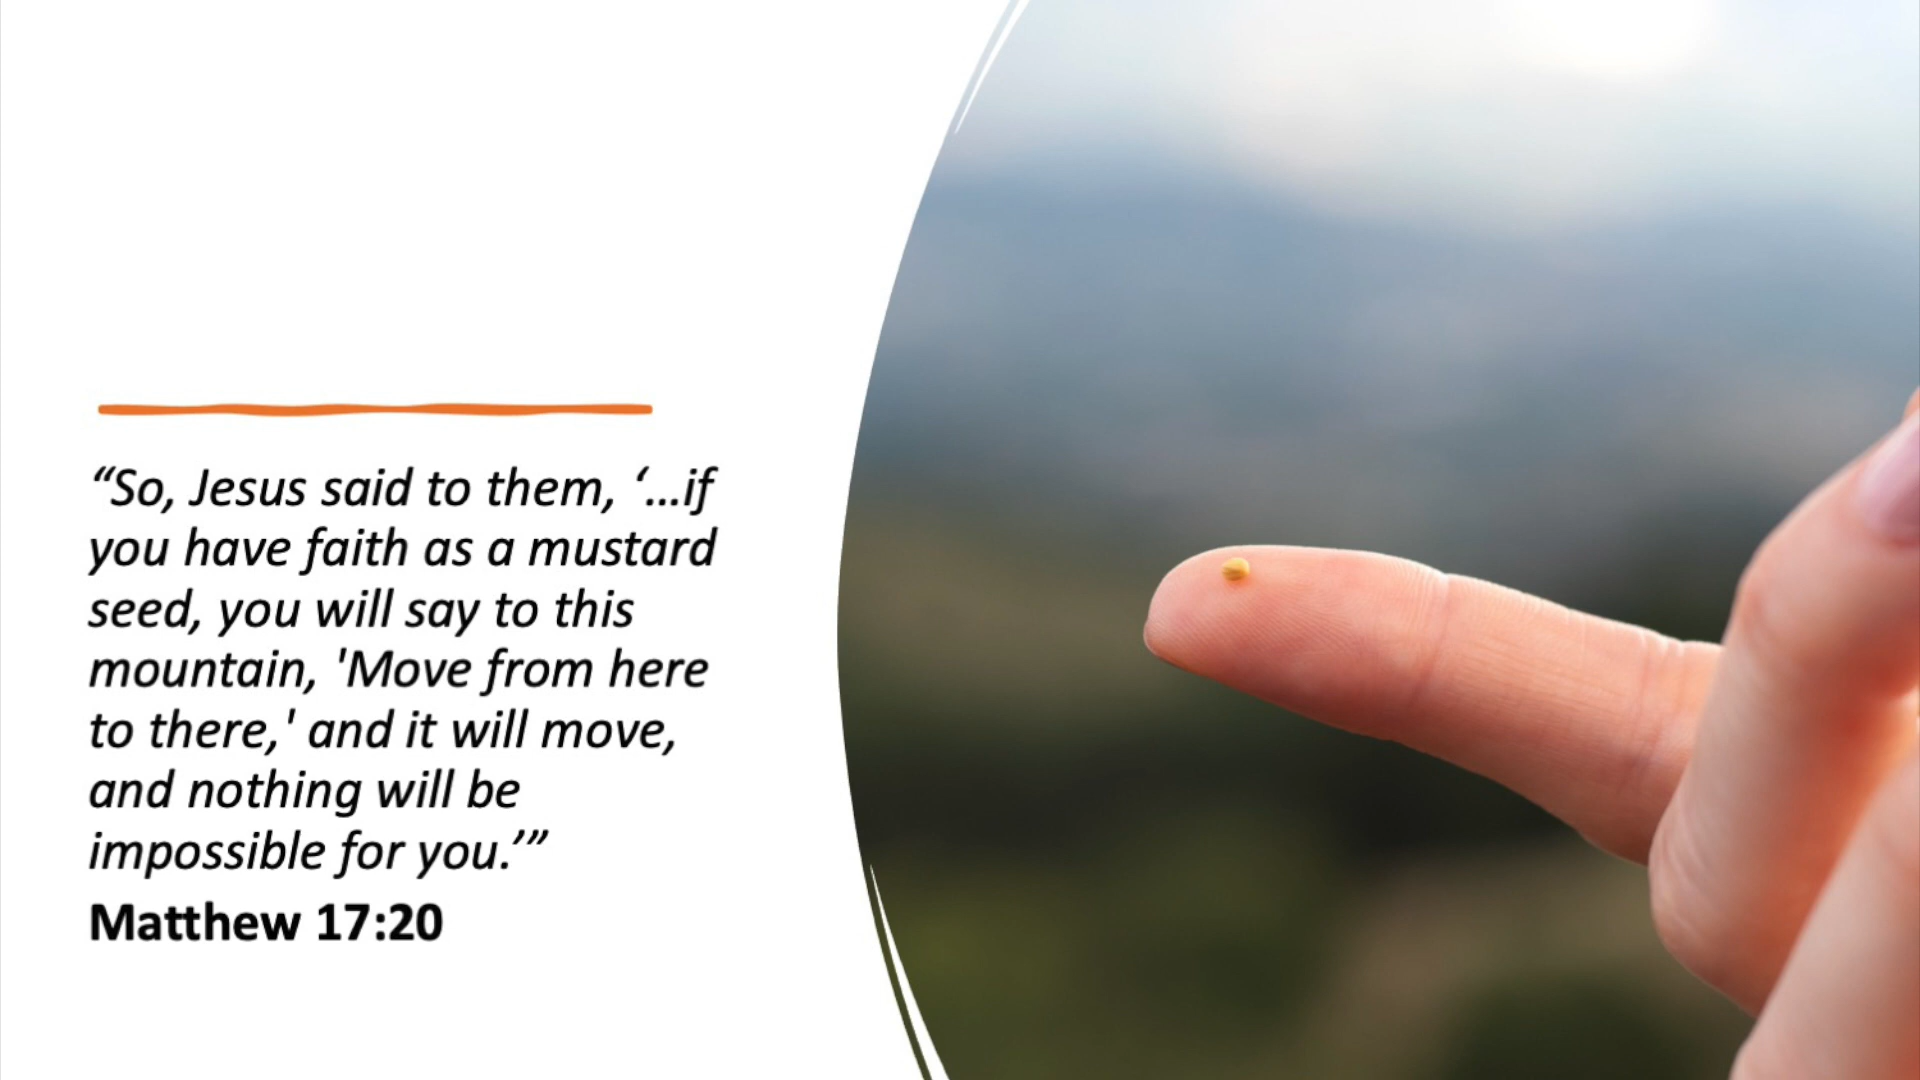 “So, Jesus said to them, ‘…if
you have faith as a mustard
seed, you will say to this
mountain, 'Move from here
to there,' and it will move,
and nothing will be
impossible for you.’”
Matthew 17:20